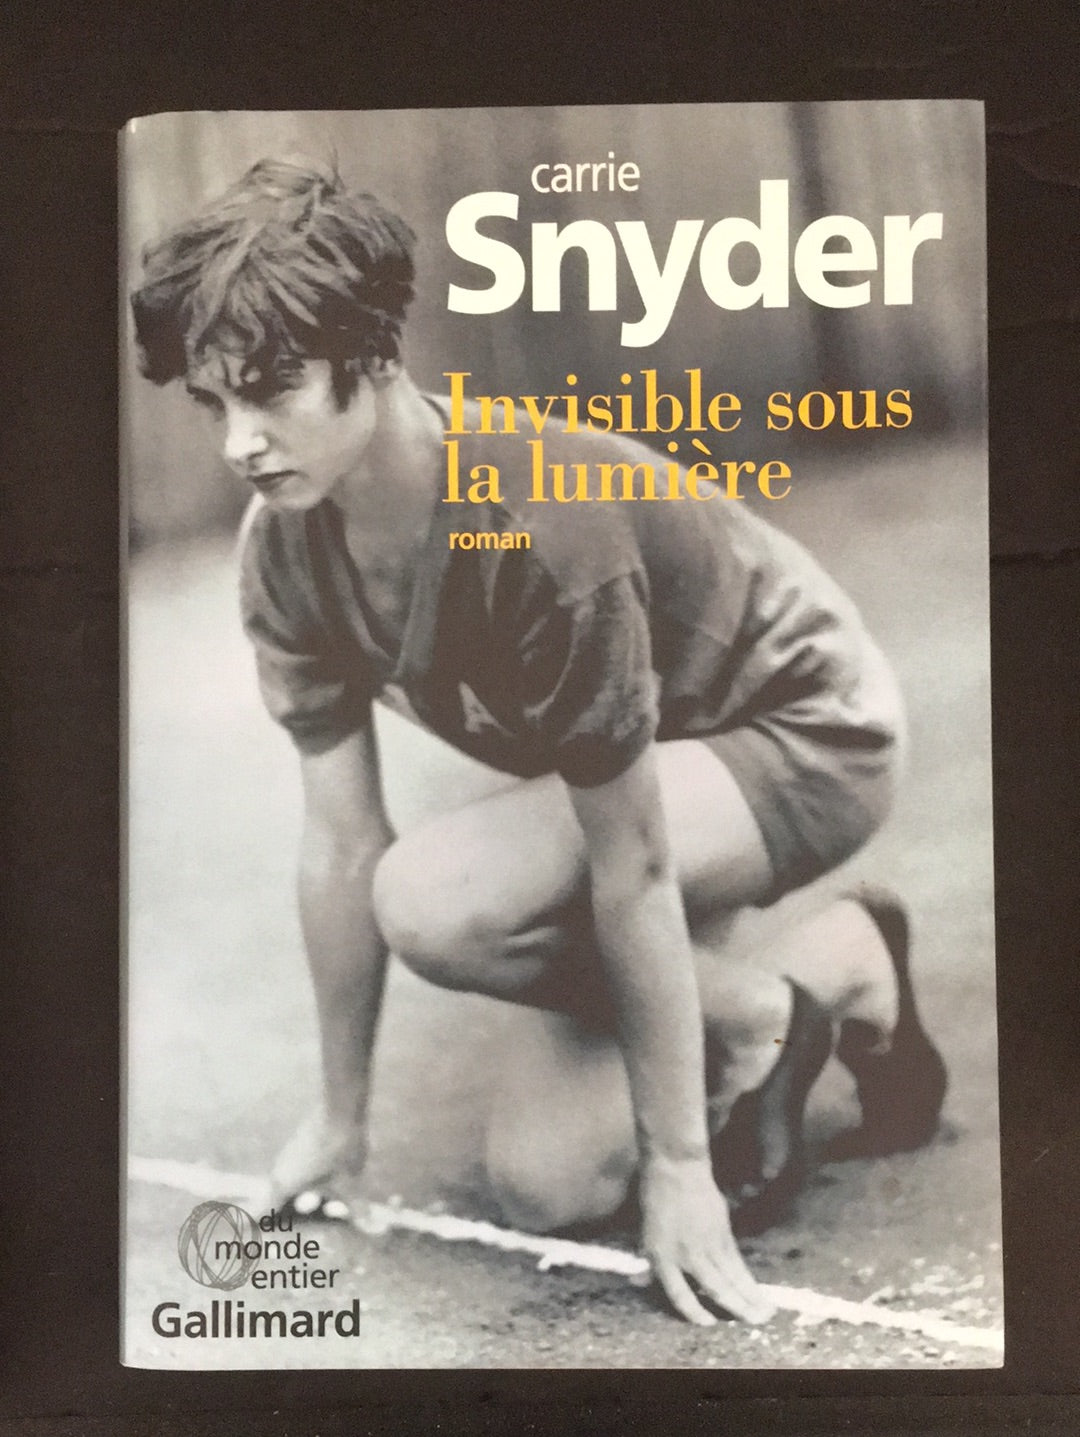 carrie
Snyder
Invisible sous
la lumière
roman
du
monde
entier
Gallimard